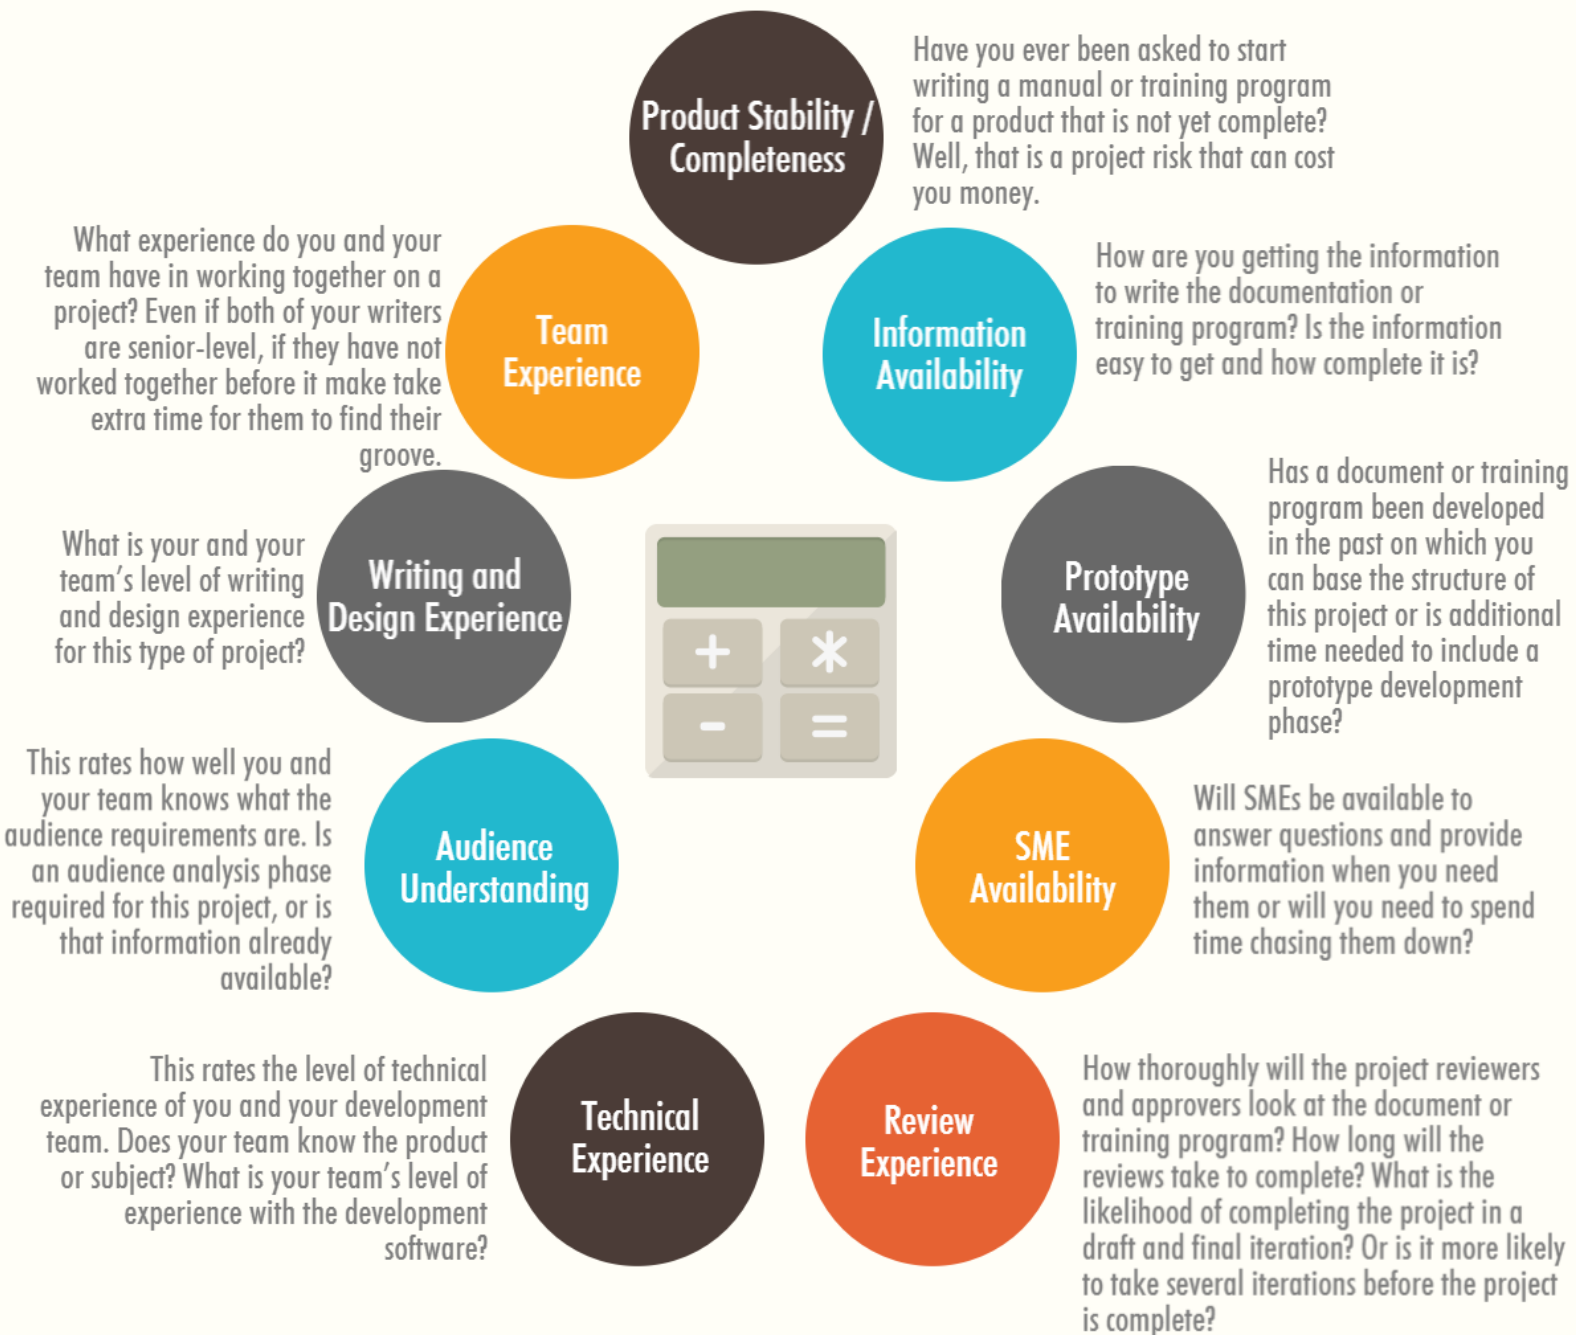 Product Stability /
Completeness
Have you ever been asked to start
writing a manual or training program
for a product that is not yet complete?
Well, that is a project risk that can cost
you money.
Information
Availability
How are you getting the information
to write the documentation or
training program? Is the information
easy to get and how complete it is?
Prototype
Availability
Has a document or training
program been developed
in the past on which you
can base the structure of
this project or is additional
time needed to include a
prototype development
phase?
SME
Availability
Will SMEs be available to
answer questions and provide
information when you need
them or will you need to spend
time chasing them down?
Review
Experience
How thoroughly will the project reviewers
and approvers look at the document or
training program? How long will the
reviews take to complete? What is the
likelihood of completing the project in a
draft and final iteration? Or is it more likely
to take several iterations before the project
is complete?
Technical
Experience
This rates the level of technical
experience of you and your development
team. Does your team know the product
or subject? What is your team's level of
experience with the development
software?
Audience
Understanding
This rates how well you and
your team knows what the
audience requirements are. Is
an audience analysis phase
required for this project, or is
that information already
available?
Writing and
Design Experience
What is your and your
team's level of writing
and design experience
for this type of project?
Team
Experience
What experience do you and your
team have in working together on a
project? Even if both of your writers
are senior-level, if they have not
worked together before it make take
extra time for them to find their
groove.
+ *
- =